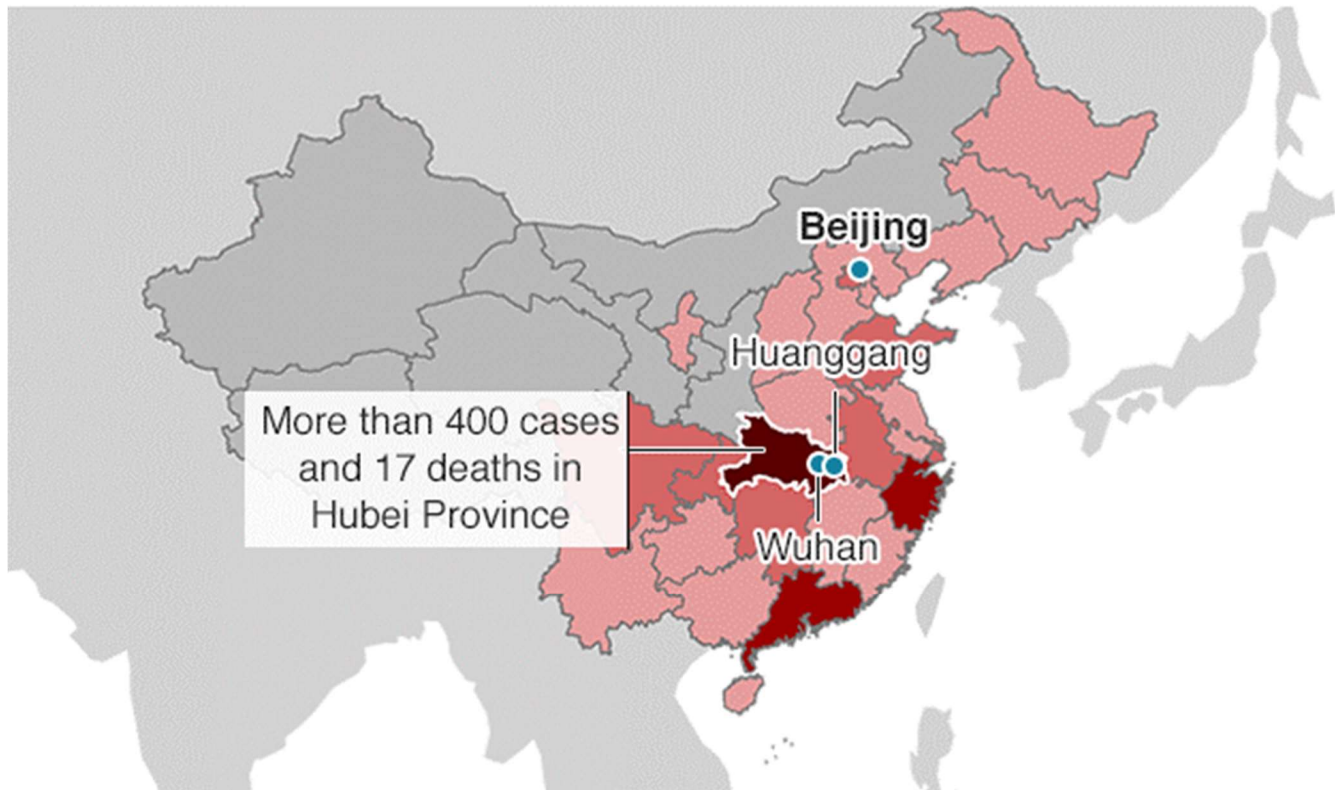 Beijing
Huanggang
More than 400 cases
and 17 deaths in
Hubei Province
Wuhan